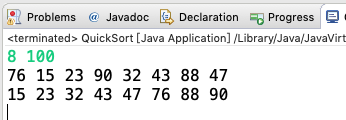 Problems Javadoc Declaration Progress
<terminated> QuickSort [Java Application] /Library/Java/JavaVirt
8 100
76 15 23 90 32 43 88 47
15 23 32 43 47 76 88 90